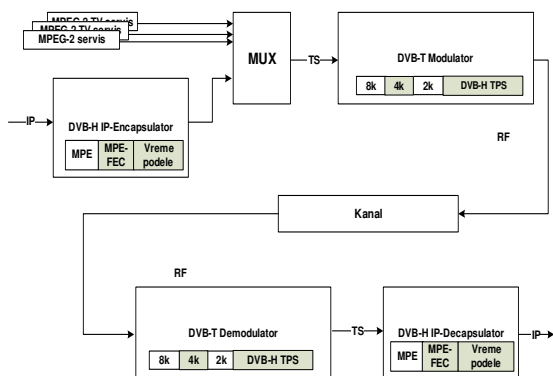 MPEG-2 TV servis
MPEG-2 TV servis
MPEG-2 servis
MUX
TS
DVB-T Modulator
8k 4k 2k DVB-H TPS
IP
DVB-H IP-Encapsulator
MPE
MPE-
FEC
Vreme
podele
RF
Kanal
RF
DVB-T Demodulator
8k 4k 2k DVB-H TPS
TS
DVB-H IP-Decapsulator
MPE
MPE-
FEC
Vreme
podele
IP